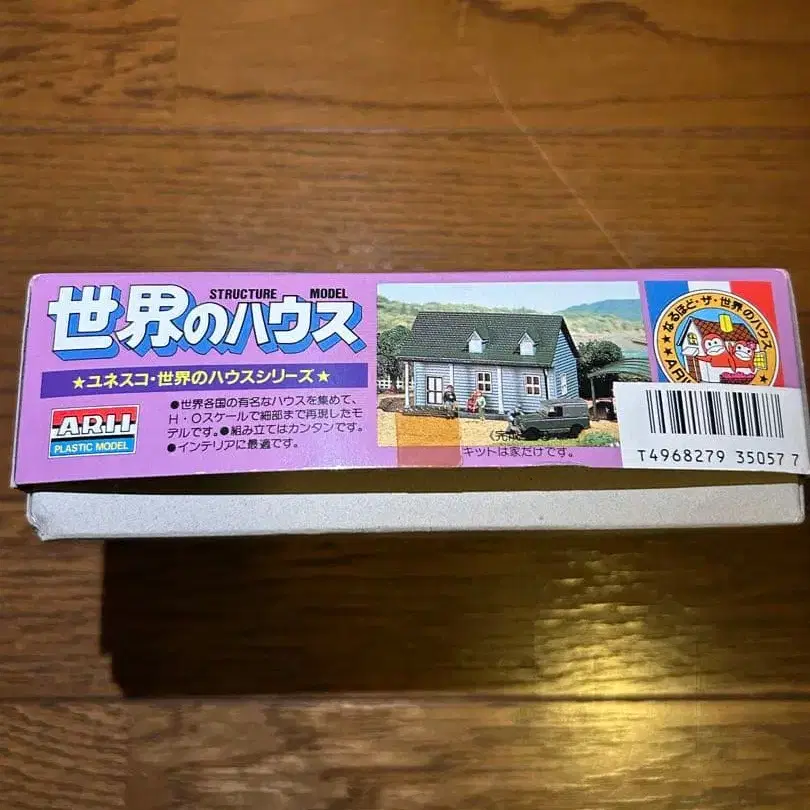 STRUCTURE MODEL
世界のハウス
★ユネスコ・世界のハウスシリーズ★
ARII
PLASTIC MODEL
●世界各国の有名なハウスを集めて、
H・Oスケールで細部まで再現したモ
デルです。●組み立てはカンタンです。
●インテリアに最適です。
キットは家だけです。
★なるほど・ザ・世界のハウス
T4968279 35057 7